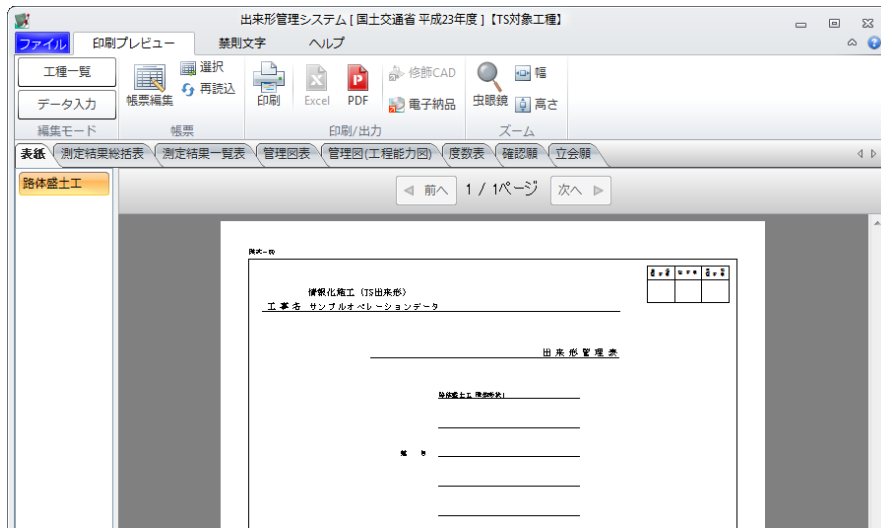 出来形管理システム [ 国土交通省 平成23年度 ]【TS対象工種】
ファイル 印刷プレビュー 禁則文字 ヘルプ
工種一覧
データ入力
編集モード
帳票編集
選択
再読込
帳票
印刷
Excel
PDF
修飾CAD
電子納品
印刷/出力
虫眼鏡
幅
高さ
ズーム
表紙 測定結果総括表 測定結果一覧表 管理図表 管理図(工程能力図) 度数表 確認願 立会願
路体盛土工
前へ 1 / 1ページ 次へ
情報化施工（TS出来形）
工事名 サンプルオペレーションデータ
出来形管理表